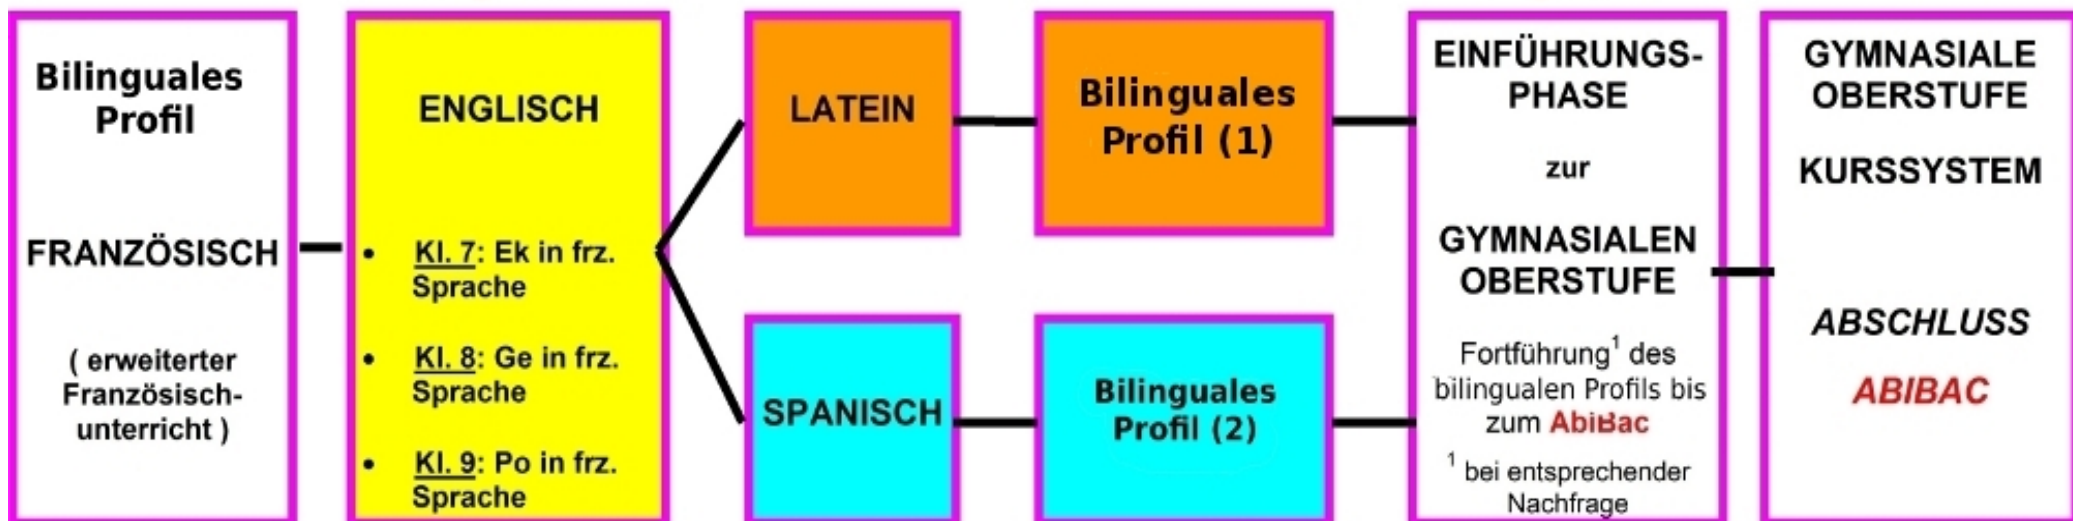 Bilinguales
Profil
FRANZÖSISCH
( erweiterter
Französisch-
unterricht )
ENGLISCH
• Kl. 7: Ek in frz.
Sprache
• Kl. 8: Ge in frz.
Sprache
• Kl. 9: Po in frz.
Sprache
LATEIN
Bilinguales
Profil (1)
SPANISCH
Bilinguales
Profil (2)
EINFÜHRUNGS-
PHASE
zur
GYMNASIALEN
OBERSTUFE
Fortführung¹ des
bilingualen Profils bis
zum AbiBac
¹ bei entsprechender
Nachfrage
GYMNASIALE
OBERSTUFE
KURSSYSTEM
ABSCHLUSS
ABIBAC